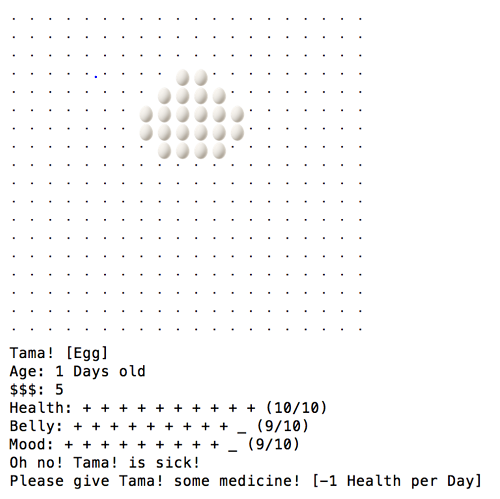 Tama! [Egg]
Age: 1 Days old
$$$: 5
Health: + + + + + + + + + + (10/10)
Belly: + + + + + + + + + _ (9/10)
Mood: + + + + + + + + + _ (9/10)
Oh no! Tama! is sick!
Please give Tama! some medicine! [-1 Health per Day]